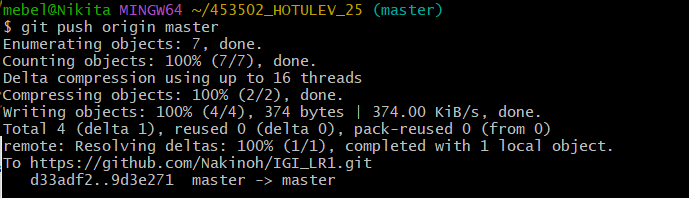 mebel@Nikita MINGW64 ~/453502_HOTULEV_25 (master)
$ git push origin master
Enumerating objects: 7, done.
Counting objects: 100% (7/7), done.
Delta compression using up to 16 threads
Compressing objects: 100% (2/2), done.
Writing objects: 100% (4/4), 374 bytes | 374.00 KiB/s, done.
Total 4 (delta 1), reused 0 (delta 0), pack-reused 0 (from 0)
remote: Resolving deltas: 100% (1/1), completed with 1 local object.
To https://github.com/Nakinoh/IGI_LR1.git
   d33adf2..9d3e271  master -> master